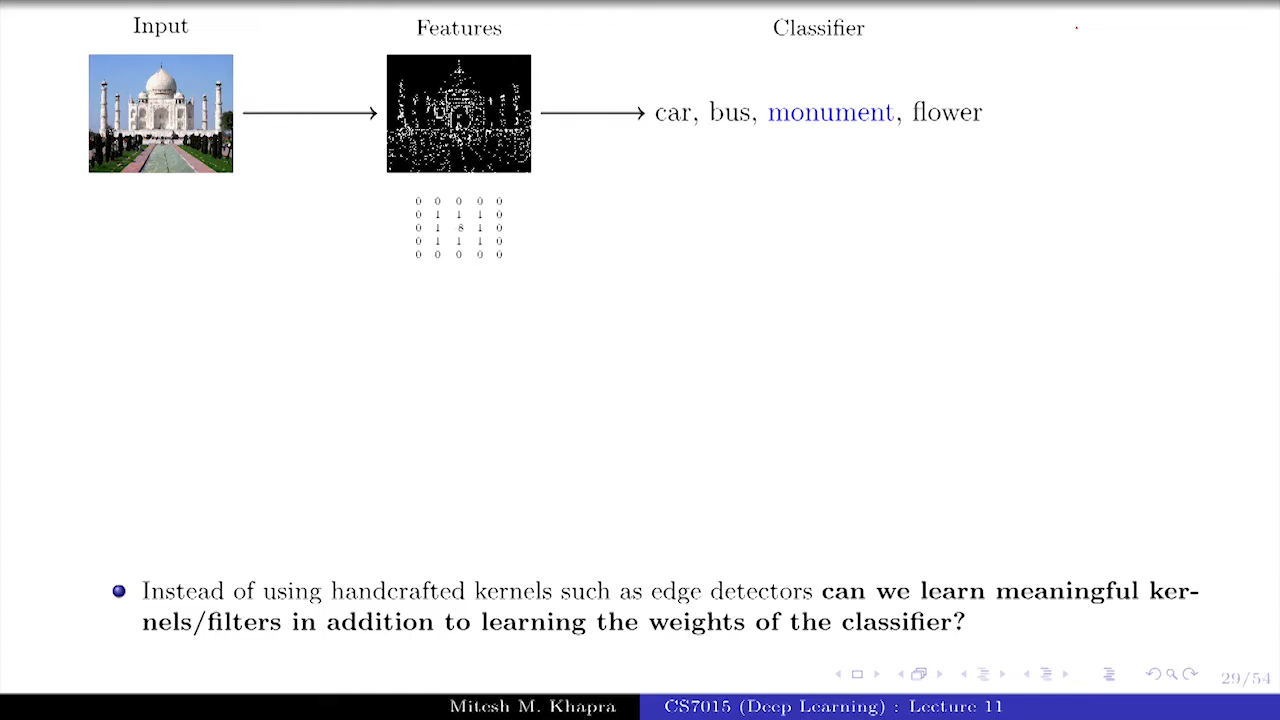 Input
Features
Classifier
car, bus, monument, flower
0 0 0 0 0
0 1 1 1 0
0 1 -8 1 0
0 1 1 1 0
0 0 0 0 0
Instead of using handcrafted kernels such as edge detectors can we learn meaningful ker-
nels/filters in addition to learning the weights of the classifier?
29/54
Mitesh M. Khapra
CS7015 (Deep Learning) : Lecture 11